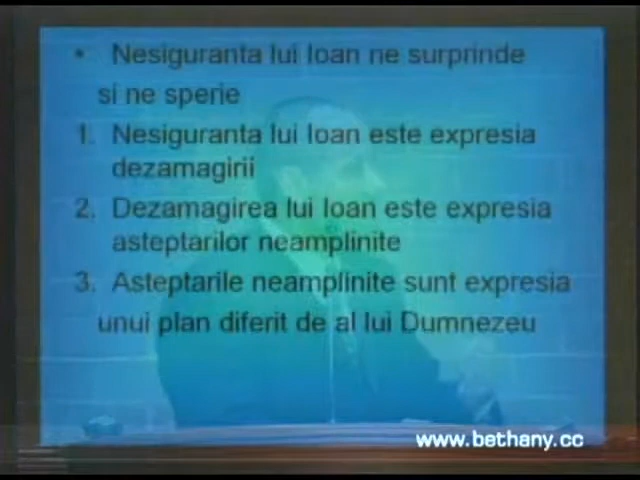 • Nesiguranta lui Ioan ne surprinde
si ne sperie
1. Nesiguranta lui Ioan este expresia
dezamagirii
2. Dezamagirea lui Ioan este expresia
asteptarilor neamplinite
3. Asteptarile neamplinite sunt expresia
unui plan diferit de al lui Dumnezeu
www.bethany.cc